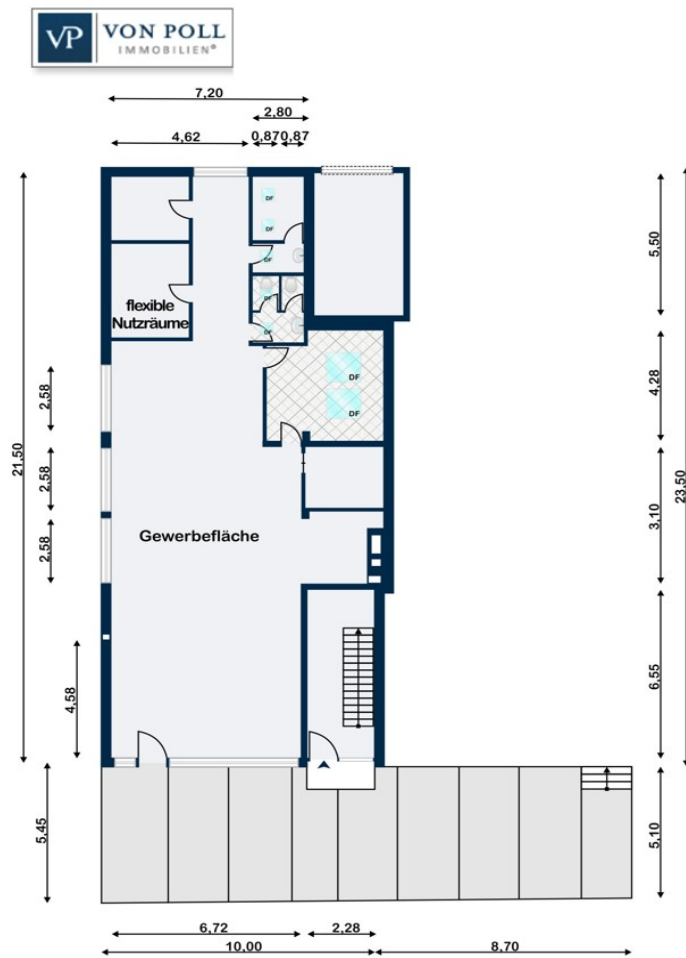 VP VON POLL
IMMOBILIEN®
7,20
2,80
4,62
0,87 0,87
DF
DF
DF
DF
DF
flexible
Nutzräume
DF
DF
Gewerbefläche
21,50
2,58
2,58
2,58
4,58
5,45
5,50
4,28
3,10
6,55
23,50
5,10
6,72
2,28
10,00
8,70